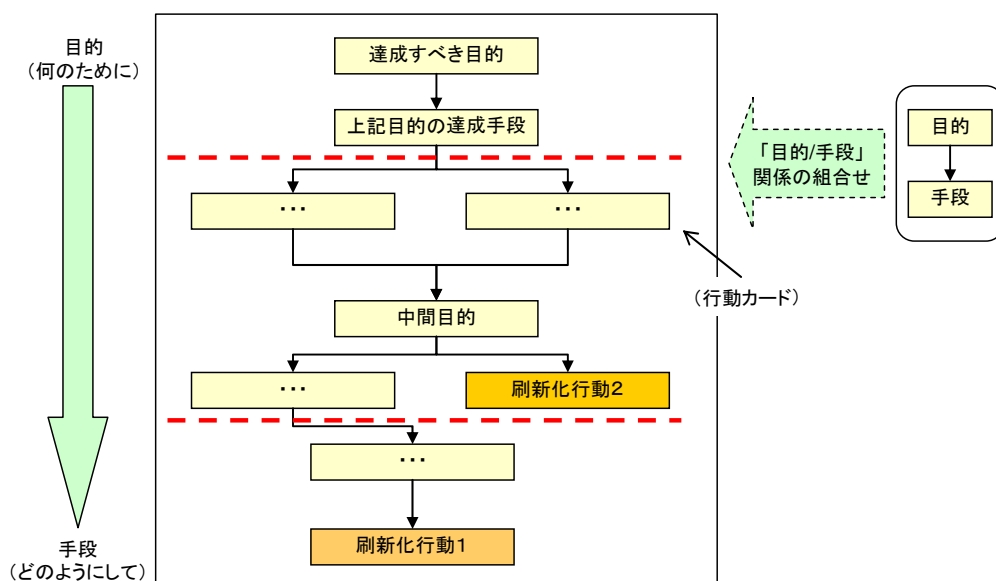 目的
(何のために)
達成すべき目的
上記目的の達成手段
「目的/手段」
関係の組合せ
目的
手段
・・・
・・・
(行動カード)
中間目的
・・・
刷新化行動2
・・・
刷新化行動1
手段
(どのようにして)